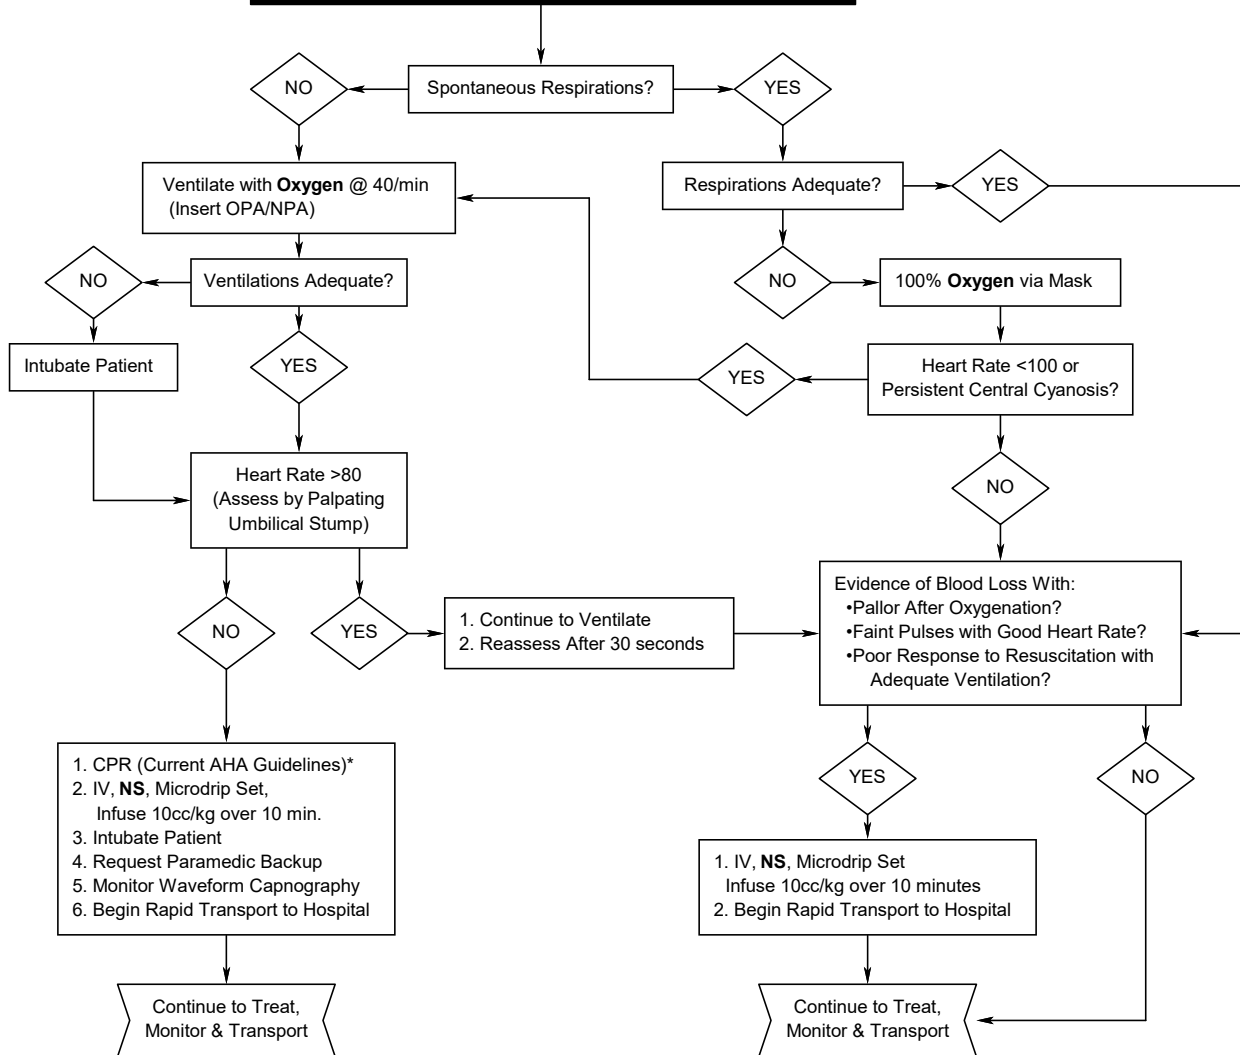 NO
Spontaneous Respirations?
YES
Ventilate with Oxygen @ 40/min
(Insert OPA/NPA)
Respirations Adequate?
YES
NO
Ventilations Adequate?
NO
100% Oxygen via Mask
Intubate Patient
YES
YES
Heart Rate <100 or
Persistent Central Cyanosis?
Heart Rate >80
(Assess by Palpating
Umbilical Stump)
NO
Evidence of Blood Loss With:
•Pallor After Oxygenation?
•Faint Pulses with Good Heart Rate?
•Poor Response to Resuscitation with
Adequate Ventilation?
NO
YES
1. Continue to Ventilate
2. Reassess After 30 seconds
1. CPR (Current AHA Guidelines)*
2. IV, NS, Microdrip Set,
Infuse 10cc/kg over 10 min.
3. Intubate Patient
4. Request Paramedic Backup
5. Monitor Waveform Capnography
6. Begin Rapid Transport to Hospital
YES
NO
1. IV, NS, Microdrip Set
Infuse 10cc/kg over 10 minutes
2. Begin Rapid Transport to Hospital
Continue to Treat,
Monitor & Transport
Continue to Treat,
Monitor & Transport